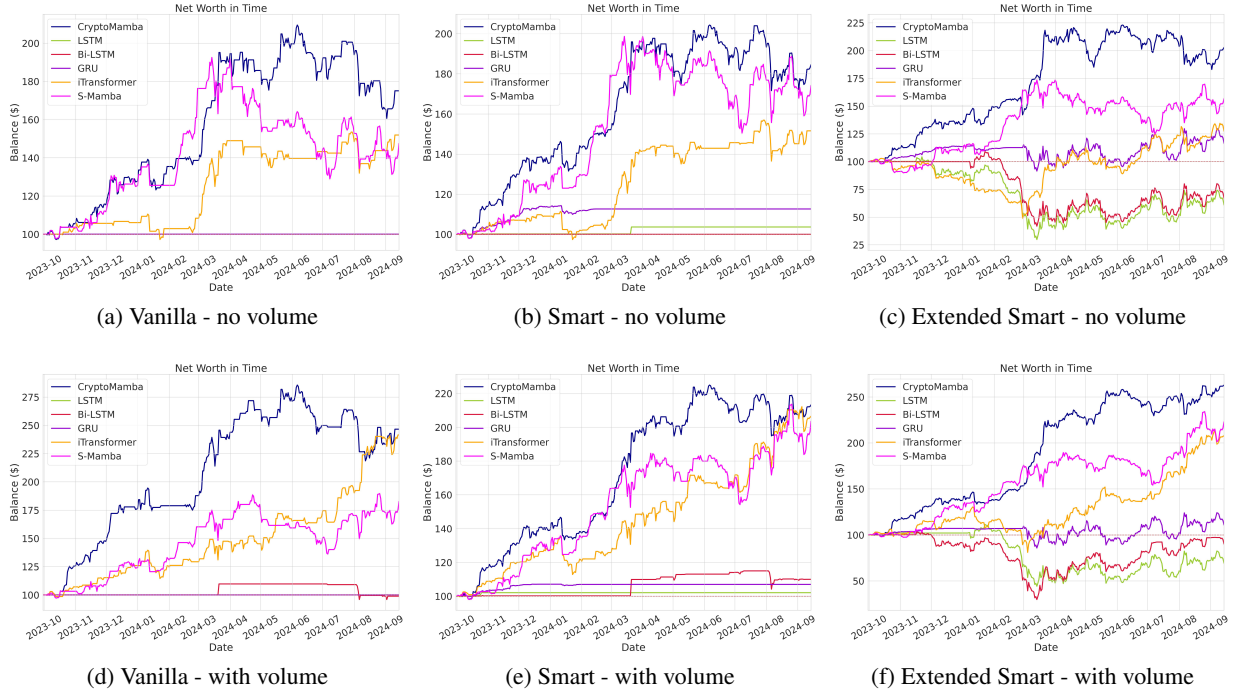 Net Worth in Time
CryptoMamba
LSTM
Bi-LSTM
GRU
iTransformer
S-Mamba
Balance ($)
200
180
160
140
120
100
2023-10
2023-11
2023-12
2024-01
2024-02
2024-03
2024-04
2024-05
2024-06
2024-07
2024-08
2024-09
Date
(a) Vanilla - no volume
Net Worth in Time
CryptoMamba
LSTM
Bi-LSTM
GRU
iTransformer
S-Mamba
Balance ($)
200
180
160
140
120
100
2023-10
2023-11
2023-12
2024-01
2024-02
2024-03
2024-04
2024-05
2024-06
2024-07
2024-08
2024-09
Date
(b) Smart - no volume
Net Worth in Time
CryptoMamba
LSTM
Bi-LSTM
GRU
iTransformer
S-Mamba
Balance ($)
225
200
175
150
125
100
75
50
25
2023-10
2023-11
2023-12
2024-01
2024-02
2024-03
2024-04
2024-05
2024-06
2024-07
2024-08
2024-09
Date
(c) Extended Smart - no volume
Net Worth in Time
CryptoMamba
LSTM
Bi-LSTM
GRU
iTransformer
S-Mamba
Balance ($)
275
250
225
200
175
150
125
100
2023-10
2023-11
2023-12
2024-01
2024-02
2024-03
2024-04
2024-05
2024-06
2024-07
2024-08
2024-09
Date
(d) Vanilla - with volume
Net Worth in Time
CryptoMamba
LSTM
Bi-LSTM
GRU
iTransformer
S-Mamba
Balance ($)
220
200
180
160
140
120
100
2023-10
2023-11
2023-12
2024-01
2024-02
2024-03
2024-04
2024-05
2024-06
2024-07
2024-08
2024-09
Date
(e) Smart - with volume
Net Worth in Time
CryptoMamba
LSTM
Bi-LSTM
GRU
iTransformer
S-Mamba
Balance ($)
250
200
150
100
50
2023-10
2023-11
2023-12
2024-01
2024-02
2024-03
2024-04
2024-05
2024-06
2024-07
2024-08
2024-09
Date
(f) Extended Smart - with volume